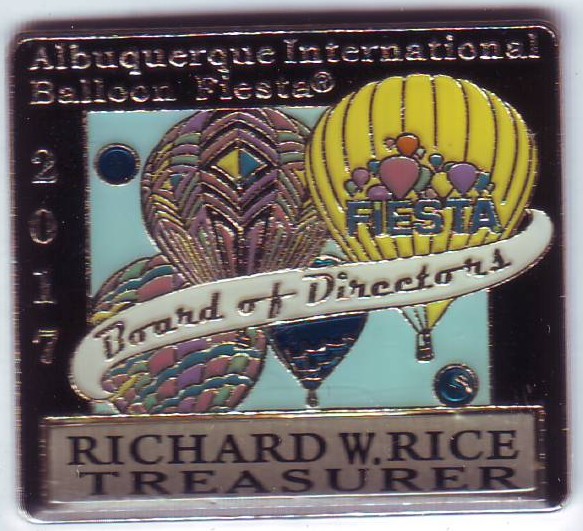 Albuquerque International
Balloon Fiesta®
2017
FIESTA
Board of Directors
RICHARD W. RICE
TREASURER